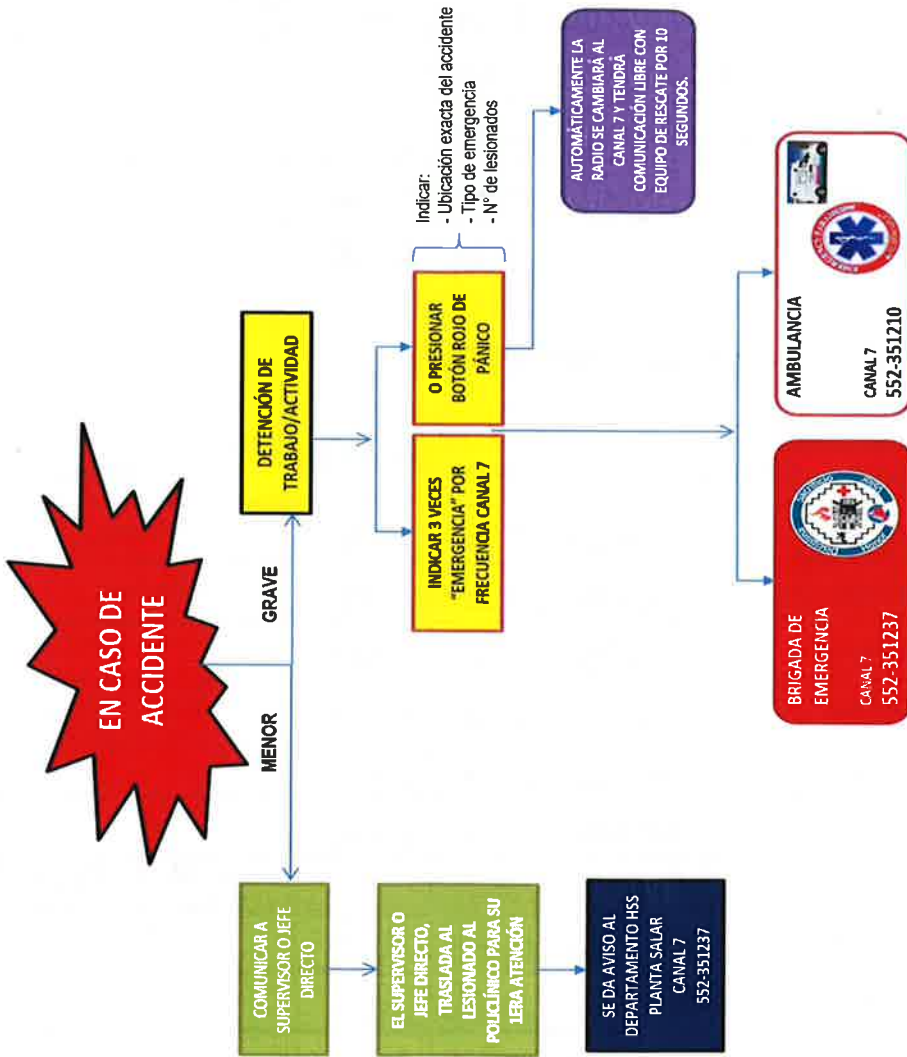 EN CASO DE
ACCIDENTE
MENOR
GRAVE
COMUNICAR A
SUPERVISOR O JEFE
DIRECTO
EL SUPERVISOR O
JEFE DIRECTO,
TRASLADA AL
LESIONADO AL
POLICLÍNICO PARA SU
1ERA ATENCIÓN
SE DA AVISO AL
DEPARTAMENTO HSS
PLANTA SALAR
CANAL 7
552-351237
DETENCIÓN DE
TRABAJO/ACTIVIDAD
INDICAR 3 VECES
"EMERGENCIA" POR
FRECUENCIA CANAL 7
O PRESIONAR
BOTÓN ROJO DE
PÁNICO
Indicar:
- Ubicación exacta del accidente
- Tipo de emergencia
- N° de lesionados
AUTOMÁTICAMENTE LA
RADIO SE CAMBIARÁ AL
CANAL 7 Y TENDRÁ
COMUNICACIÓN LIBRE CON
EQUIPO DE RESCATE POR 10
SEGUNDOS.
BRIGADA DE
EMERGENCIA
CANAL 7
552-351237
AMBULANCIA
CANAL 7
552-351210